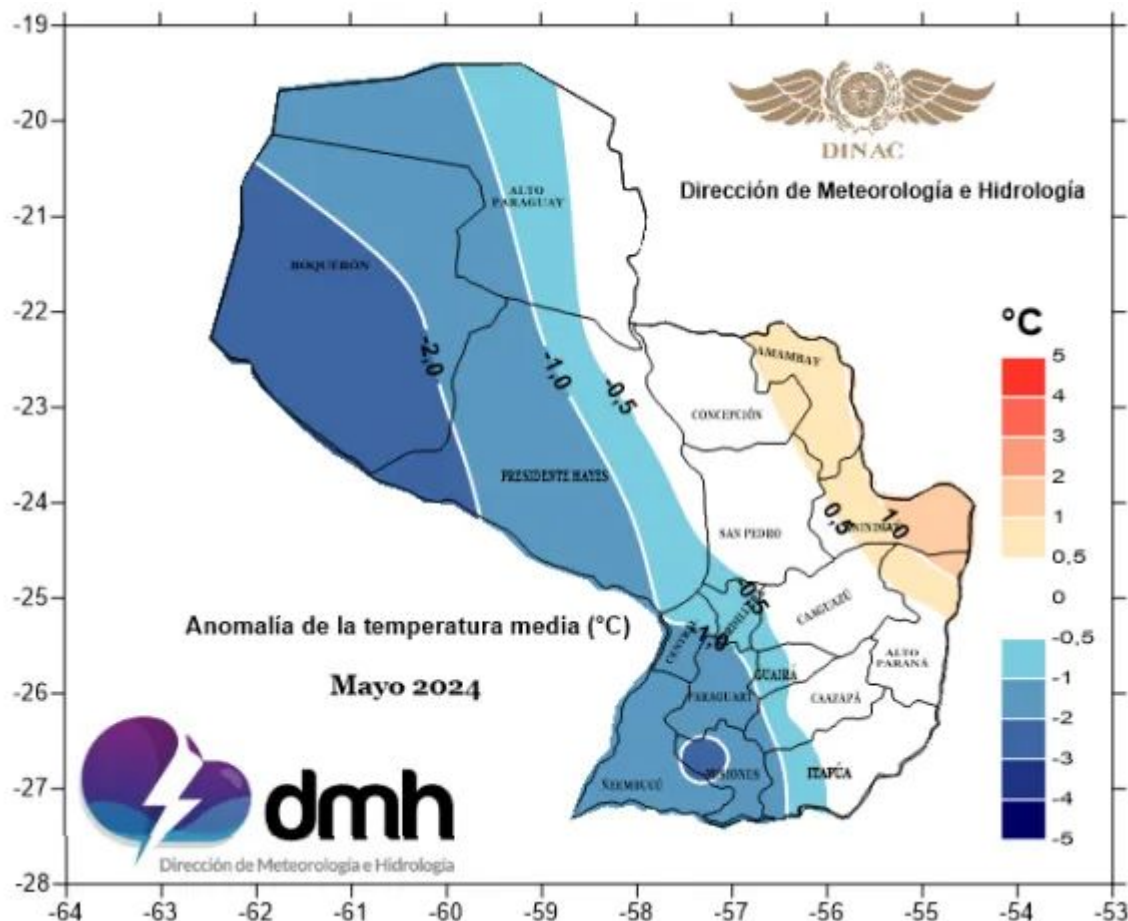 -19
-20
-21
-22
-23
-24
-25
-26
-27
-28
-64
-63
-62
-61
-60
-59
-58
-57
-56
-55
-54
-53
DINAC
Dirección de Meteorología e Hidrología
ALTO
PARAGUAY
BOQUERÓN
-2,0
-1,0
-0,5
AMAMBAY
CONCEPCIÓN
PRESIDENTE HAYES
SAN PEDRO
0,5
1,0
CAAGUAZÚ
-0,5
-1,0
CENTRAL
GUAIRÁ
ALTO
PARANÁ
PARAGUARI
CAAZAPÁ
MISIONES
ÑEEMBUCÚ
ITAPÚA
°C
5
4
3
2
1
0,5
0
-0,5
-1
-2
-3
-4
-5
Anomalía de la temperatura media (°C)
Mayo 2024
dmh
Dirección de Meteorología e Hidrología